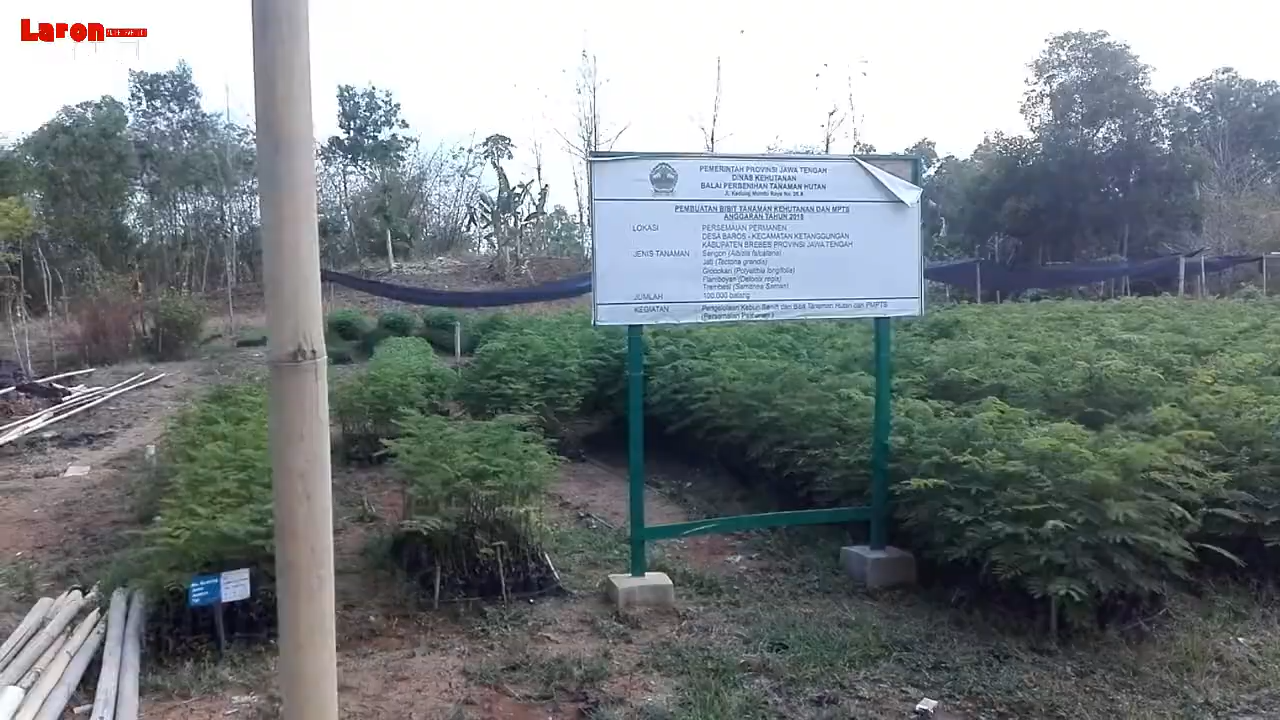 Laron
PEMERINTAH PROVINSI JAWA TENGAH
DINAS KEHUTANAN
BALAI PERBENIHAN TANAMAN HUTAN
PEMBUATAN BIBIT TANAMAN KEHUTANAN DAN MPTS
ANGGARAN TAHUN 2018
LOKASI PERSEMAIAN PERMANEN
DESA BAROS - KECAMATAN KETANGGUNGAN
KABUPATEN BREBES PROVINSI JAWA TENGAH
JENIS TANAMAN Sengon (Albizia falcataria)
Jati (Tectona grandis)
Glodokan (Polyalthia longifolia)
Flamboyan (Delonix regia)
Trembesi (Samanea Saman)
JUMLAH 100.000 batang
KEGIATAN Pengelolaan Kebun Benih dan Bibit Tanaman Hutan dan PMPTS
(Persemaian Permanen)